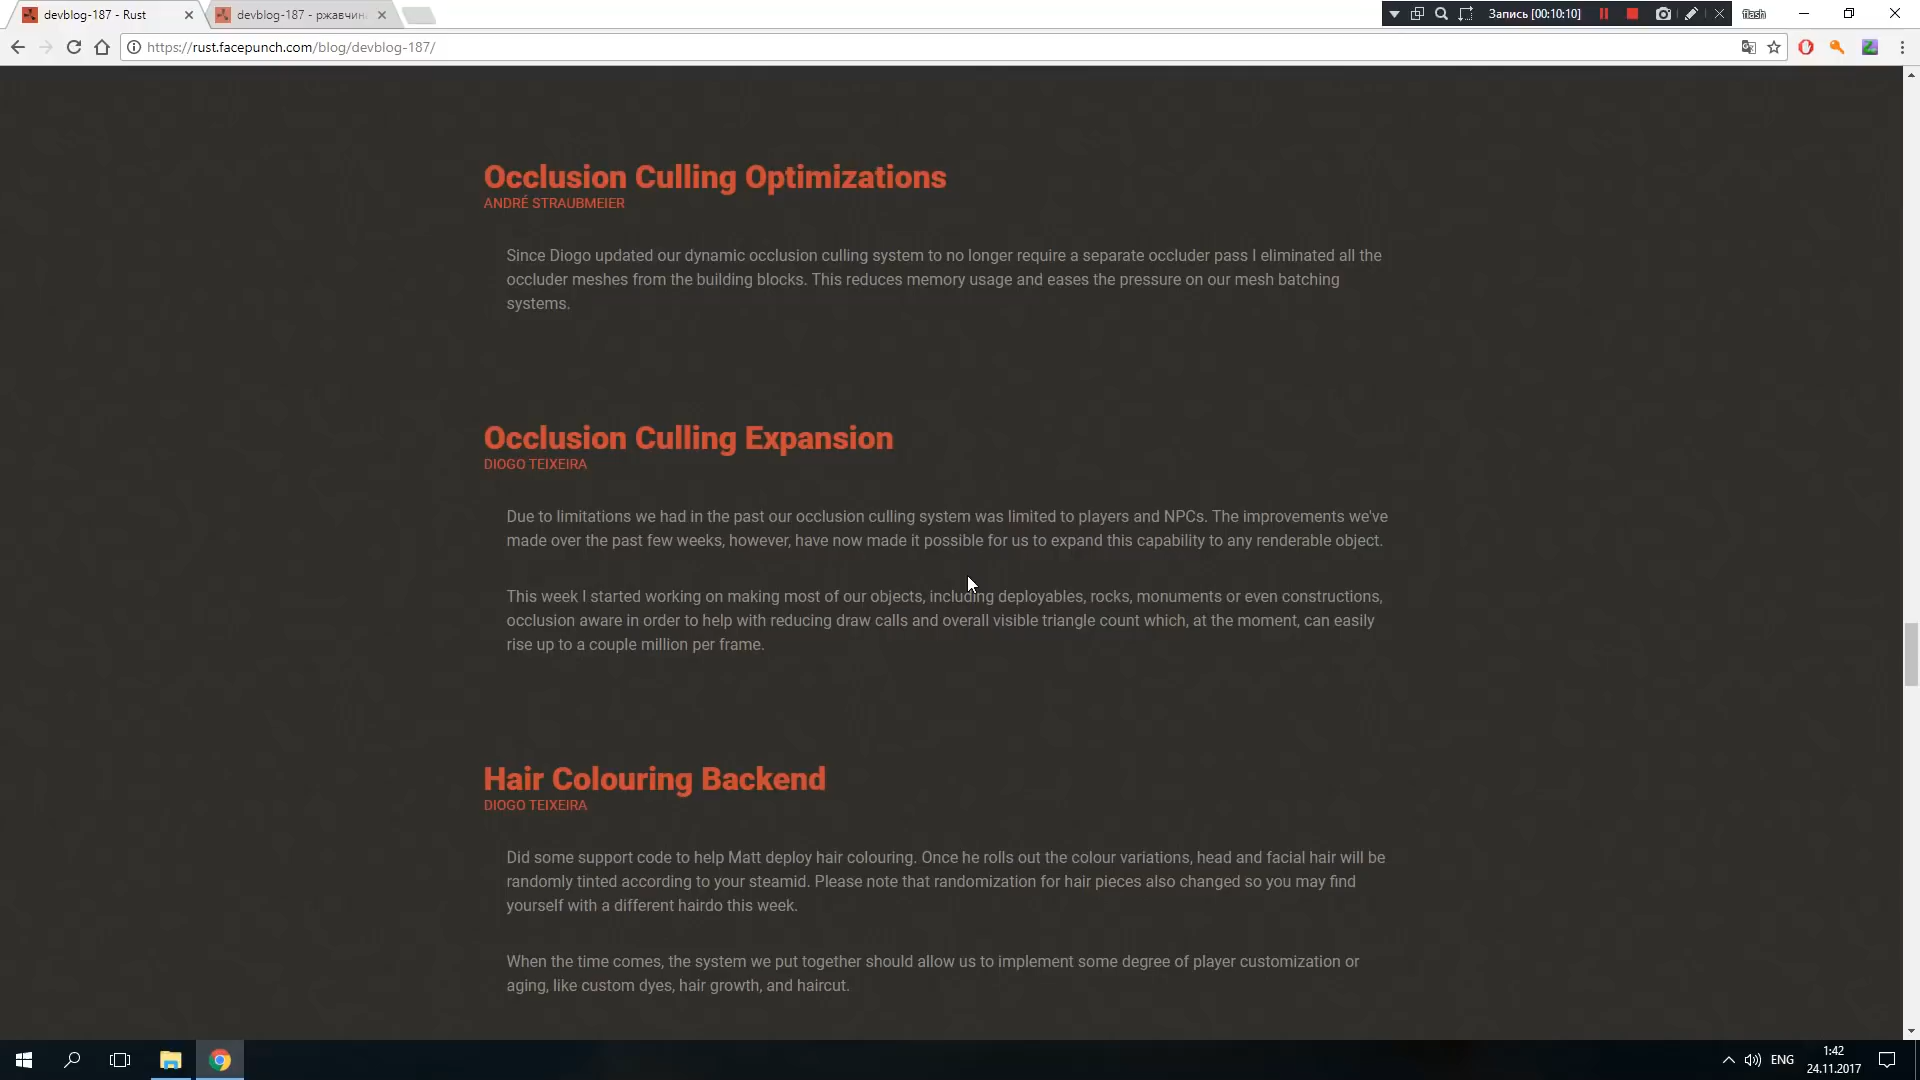 devblog-187 - Rust
devblog-187 - ржавчина
Запись [00:10:10]
flash
https://rust.facepunch.com/blog/devblog-187/
Occlusion Culling Optimizations
ANDRÉ STRAUBMEIER
Since Diogo updated our dynamic occlusion culling system to no longer require a separate occluder pass I eliminated all the
occluder meshes from the building blocks. This reduces memory usage and eases the pressure on our mesh batching
systems.
Occlusion Culling Expansion
DIOGO TEIXEIRA
Due to limitations we had in the past our occlusion culling system was limited to players and NPCs. The improvements we've
made over the past few weeks, however, have now made it possible for us to expand this capability to any renderable object.
This week I started working on making most of our objects, including deployables, rocks, monuments or even constructions,
occlusion aware in order to help with reducing draw calls and overall visible triangle count which, at the moment, can easily
rise up to a couple million per frame.
Hair Colouring Backend
DIOGO TEIXEIRA
Did some support code to help Matt deploy hair colouring. Once he rolls out the colour variations, head and facial hair will be
randomly tinted according to your steamid. Please note that randomization for hair pieces also changed so you may find
yourself with a different hairdo this week.
When the time comes, the system we put together should allow us to implement some degree of player customization or
aging, like custom dyes, hair growth, and haircut.
ENG
1:42
24.11.2017